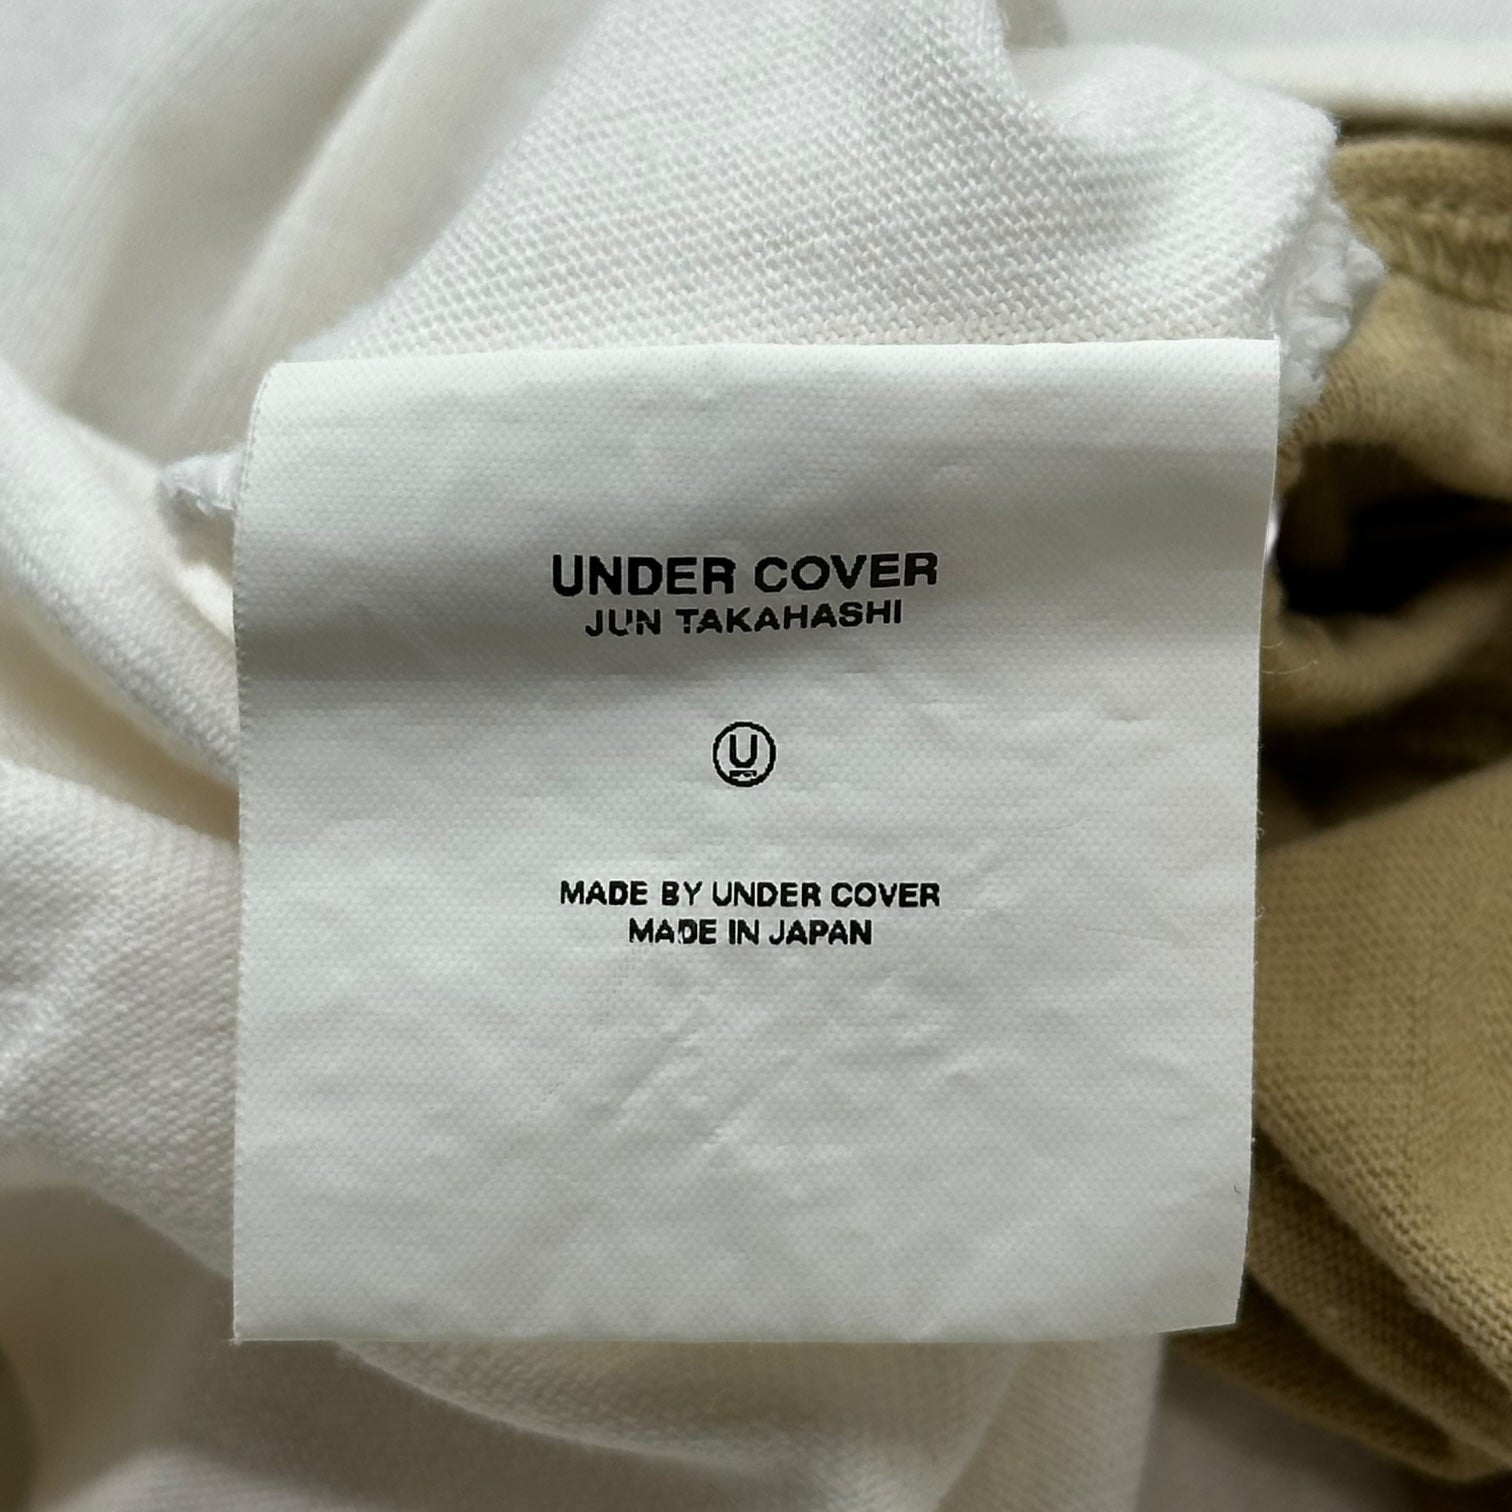 UNDER COVER
JUN TAKAHASHI
U
MADE BY UNDER COVER
MADE IN JAPAN